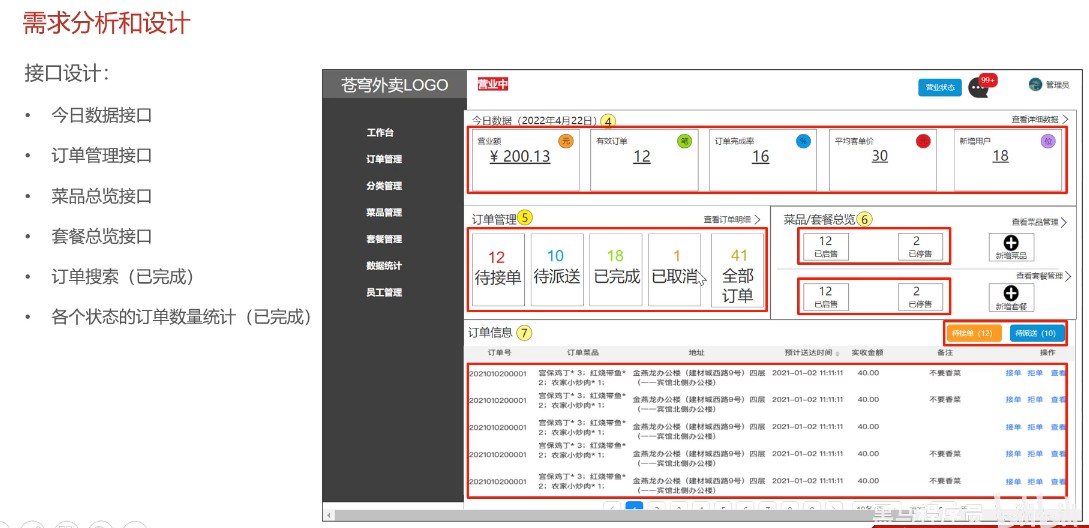 需求分析和设计
接口设计：
• 今日数据接口
• 订单管理接口
• 菜品总览接口
• 套餐总览接口
• 订单搜索（已完成）
• 各个状态的订单数量统计（已完成）
苍穹外卖LOGO
营业中
营业状态
99+
管理员
工作台
订单管理
分类管理
菜品管理
套餐管理
数据统计
员工管理
今日数据（2022年4月22日） 4
查看详细数据
营业额 元
¥ 200.13
有效订单 笔
12
订单完成率
16
平均客单价
30
新增用户 位
18
订单管理 5
查看订单明细
12 待接单
10 待派送
18 已完成
1 已取消
41 全部订单
菜品/套餐总览 6
查看菜品管理
12 已启售
2 已停售
新增菜品
查看套餐管理
12 已启售
2 已停售
新增套餐
订单信息 7
待接单（12）
待派送（10）
订单号 订单菜品 地址 预计送达时间 实收金额 备注 操作
2021010200001 宫保鸡丁* 3；红烧带鱼* 2；农家小炒肉* 1； 金燕龙办公楼（建材城西路9号）四层（一一宾馆北侧办公楼） 2021-01-02 11:11:11 40.00 不要香菜 接单 拒单 查看
2021010200001 宫保鸡丁* 3；红烧带鱼* 2；农家小炒肉* 1； 金燕龙办公楼（建材城西路9号）四层（一一宾馆北侧办公楼） 2021-01-02 11:11:11 40.00 不要香菜 接单 拒单 查看
2021010200001 宫保鸡丁* 3；红烧带鱼* 2；农家小炒肉* 1； 金燕龙办公楼（建材城西路9号）四层（一一宾馆北侧办公楼） 2021-01-02 11:11:11 40.00 不要香菜 接单 拒单 查看
2021010200001 宫保鸡丁* 3；红烧带鱼* 2；农家小炒肉* 1； 金燕龙办公楼（建材城西路9号）四层（一一宾馆北侧办公楼） 2021-01-02 11:11:11 40.00 不要香菜 接单 拒单 查看
2021010200001 宫保鸡丁* 3；红烧带鱼* 2；农家小炒肉* 1； 金燕龙办公楼（建材城西路9号）四层（一一宾馆北侧办公楼） 2021-01-02 11:11:11 40.00 不要香菜 接单 拒单 查看